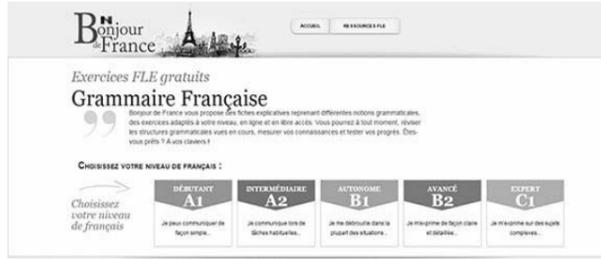 Bonjour
de France
ACCUEIL
RESSOURCES FLE
Exercices FLE gratuits
Grammaire Française
Bonjour de France vous propose des fiches explicatives reprenant différentes notions grammaticales,
des exercices adaptés à votre niveau, en ligne et en libre accès. Vous pourrez à tout moment, réviser
les structures grammaticales vues en cours, mesurer vos connaissances et tester vos progrès. Êtes-
vous prêts ? A vos claviers !
CHOISISSEZ VOTRE NIVEAU DE FRANÇAIS :
Choisissez
votre niveau
de français
DÉBUTANT
A1
Je peux communiquer de
façon simple...
INTERMÉDIAIRE
A2
Je communique lors de
tâches habituelles...
AUTONOME
B1
Je me débrouille dans la
plupart des situations...
AVANCÉ
B2
Je m'exprime de façon claire
et détaillée...
EXPERT
C1
Je m'exprime sur des sujets
complexes...